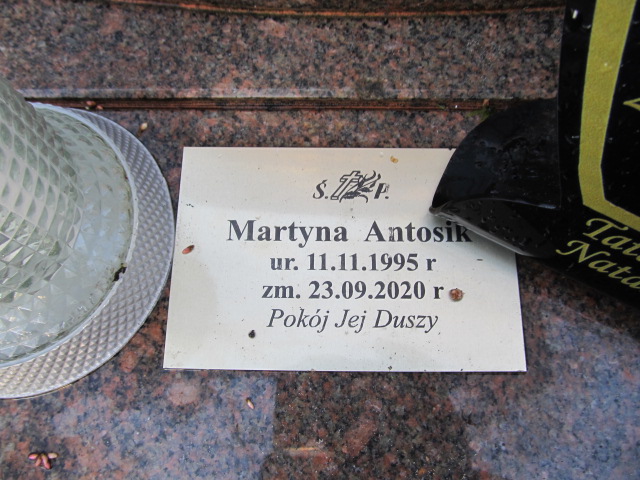 Ś. P.
Martyna Antosik
ur. 11.11.1995 r
zm. 23.09.2020 r
Pokój Jej Duszy